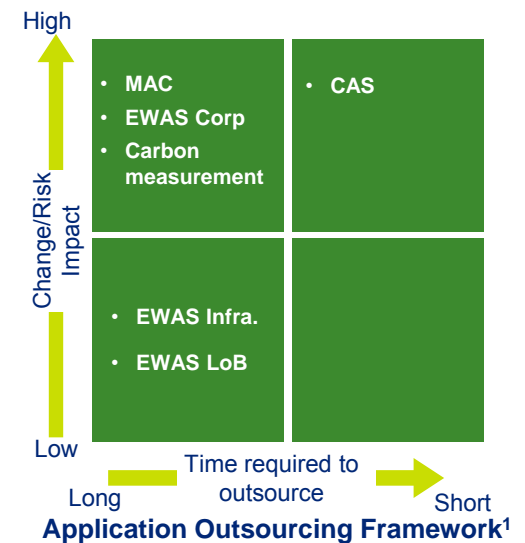 High
• MAC
• EWAS Corp
• Carbon
measurement
• CAS
Change/Risk
Impact
• EWAS Infra.
• EWAS LoB
Low
Time required to
outsource
Long
Short
Application Outsourcing Framework¹